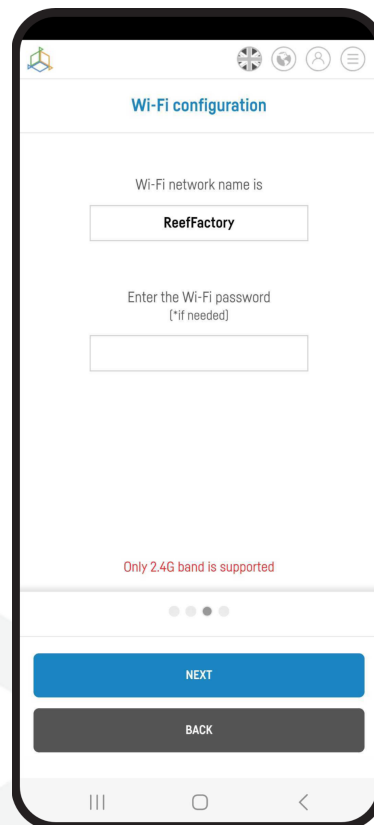 Wi-Fi configuration
Wi-Fi network name is
ReefFactory
Enter the Wi-Fi password
(*if needed)
Only 2.4G band is supported
NEXT
BACK